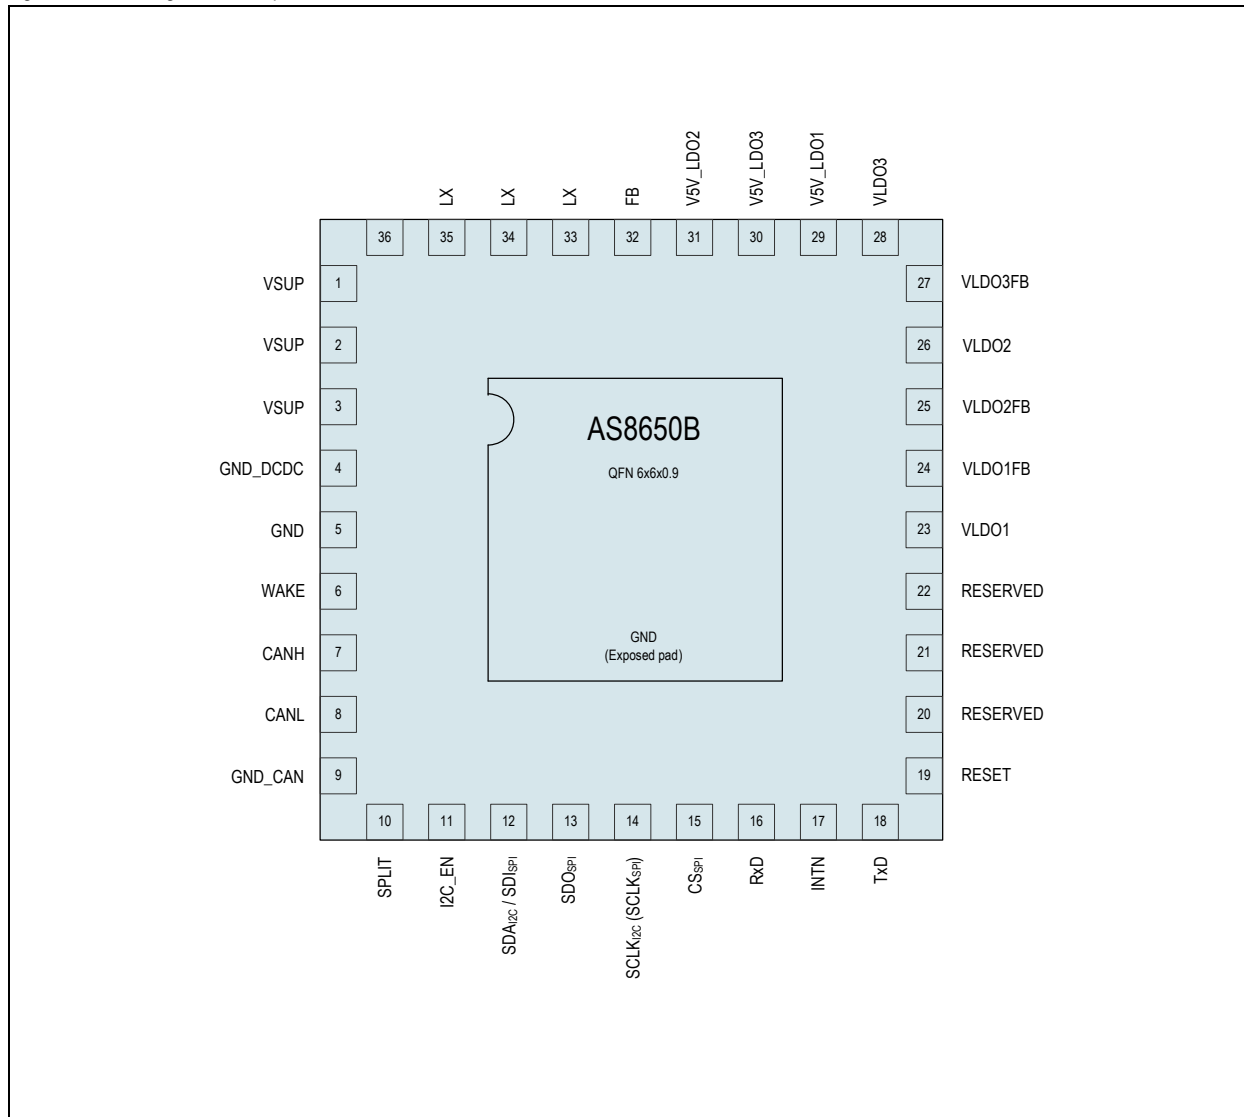 V5V_LDO2
V5V_LDO3
V5V_LDO1
VLDO3
LX
LX
LX
FB
36
35
34
33
32
31
30
29
28
VSUP
1
27
VLDO3FB
VSUP
2
26
VLDO2
VSUP
3
25
VLDO2FB
AS8650B
GND_DCDC
4
QFN 6x6x0.9
24
VLDO1FB
GND
5
23
VLDO1
WAKE
6
22
RESERVED
GND
(Exposed pad)
CANH
7
21
RESERVED
CANL
8
20
RESERVED
GND_CAN
9
19
RESET
10
11
12
13
14
15
16
17
18
SPLIT
I2C_EN
SDAI2C / SDISPI
SDOSPI
SCLKI2C (SCLKSPI)
CSSPI
RxD
INTN
TxD